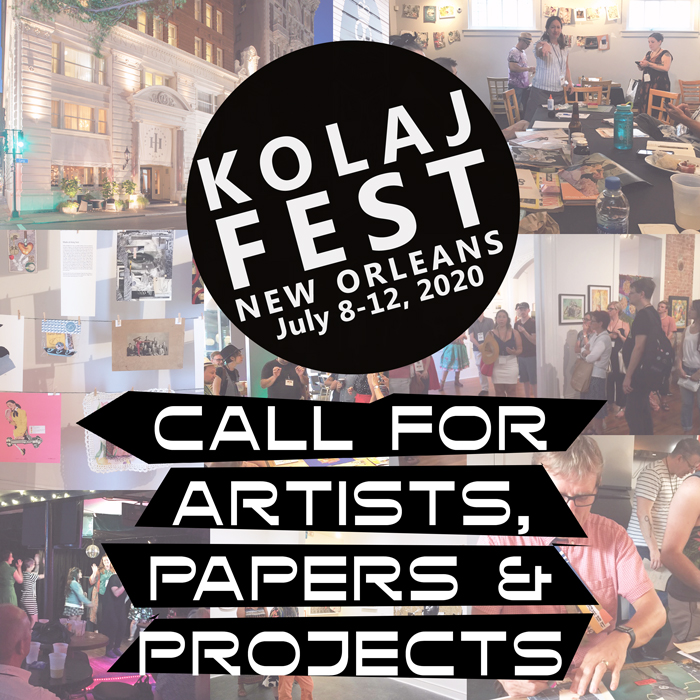 KOLAJ
FEST
NEW ORLEANS
July 8-12, 2020
CALL FOR
ARTISTS,
PAPERS &
PROJECTS